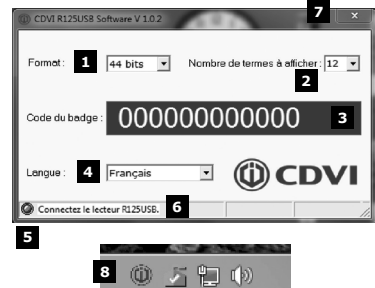 CDVI R125USB Software V 1.0.2
7
Format :
1
44 bits
Nombre de termes à afficher :
12
2
Code du badge :
000000000000
3
Langue :
4
Français
CDVI
Connectez le lecteur R125USB.
6
5
8